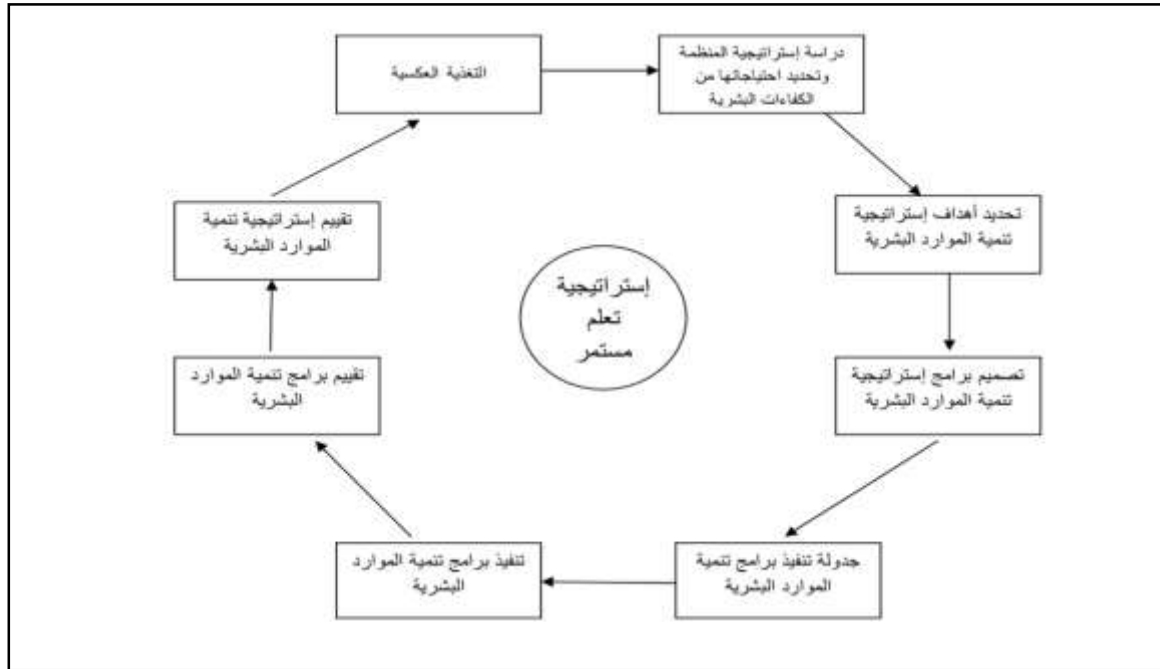 التغذية العكسية
دراسة إستراتيجية المنظمة
وتحديد احتياجاتها من
الكفاءات البشرية
تحديد أهداف إستراتيجية
تنمية الموارد البشرية
تصميم برامج إستراتيجية
تنمية الموارد البشرية
جدولة تنفيذ برامج تنمية
الموارد البشرية
تنفيذ برامج تنمية الموارد
البشرية
تقييم برامج تنمية الموارد
البشرية
تقييم إستراتيجية تنمية
الموارد البشرية
إستراتيجية
تعلم
مستمر